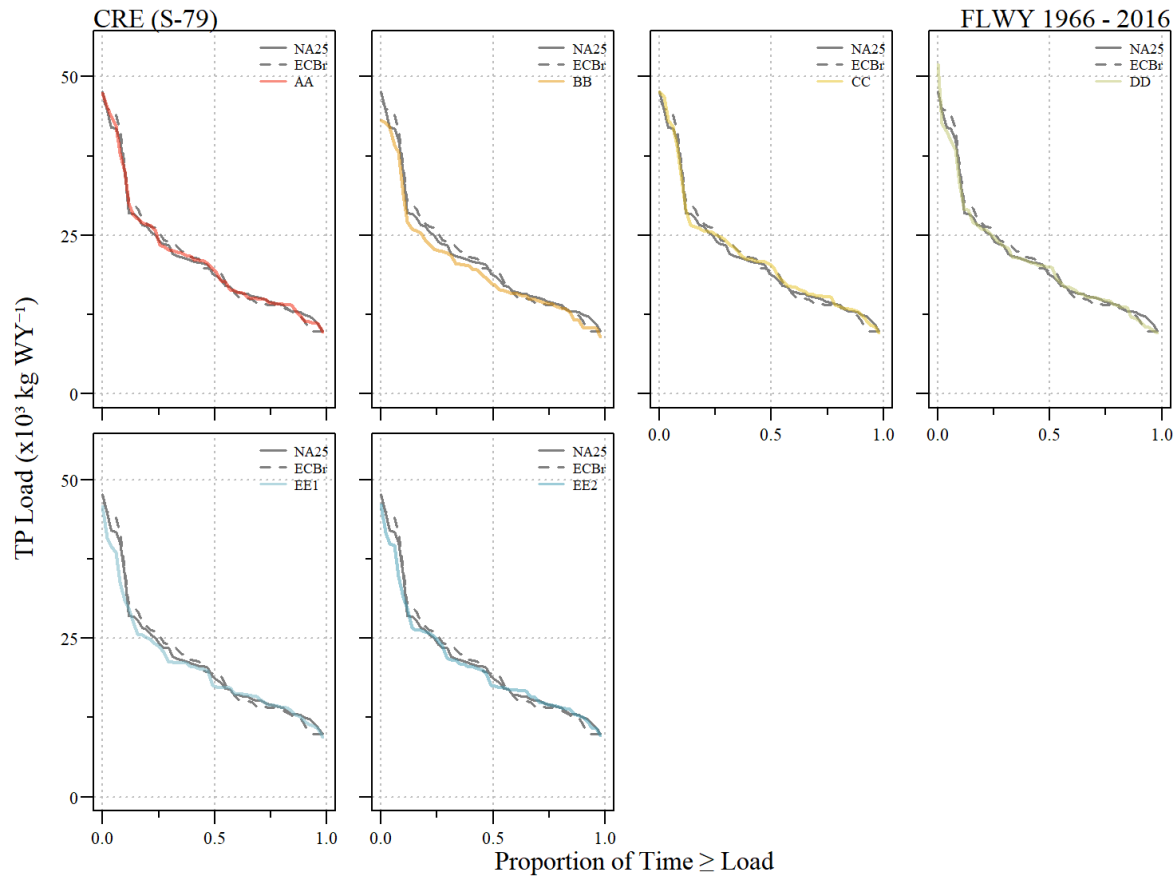 CRE (S-79)
FLWY 1966 - 2016
NA25
ECBr
AA
NA25
ECBr
BB
NA25
ECBr
CC
NA25
ECBr
DD
50
25
0
0.0
0.5
1.0
0.0
0.5
1.0
NA25
ECBr
EE1
NA25
ECBr
EE2
50
25
0
0.0
0.5
1.0
0.0
0.5
1.0
TP Load (x10³ kg WY⁻¹)
Proportion of Time ≥ Load